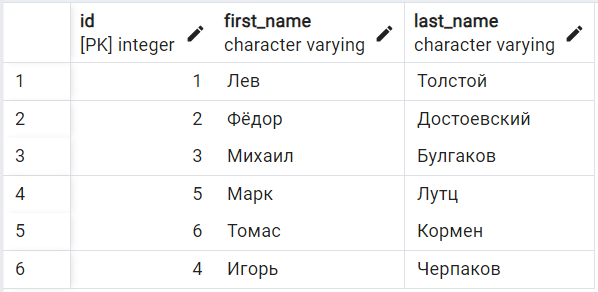 id first_name last_name
[PK] integer character varying character varying
1 1 Лев Толстой
2 2 Фёдор Достоевский
3 3 Михаил Булгаков
4 5 Марк Лутц
5 6 Томас Кормен
6 4 Игорь Черпаков